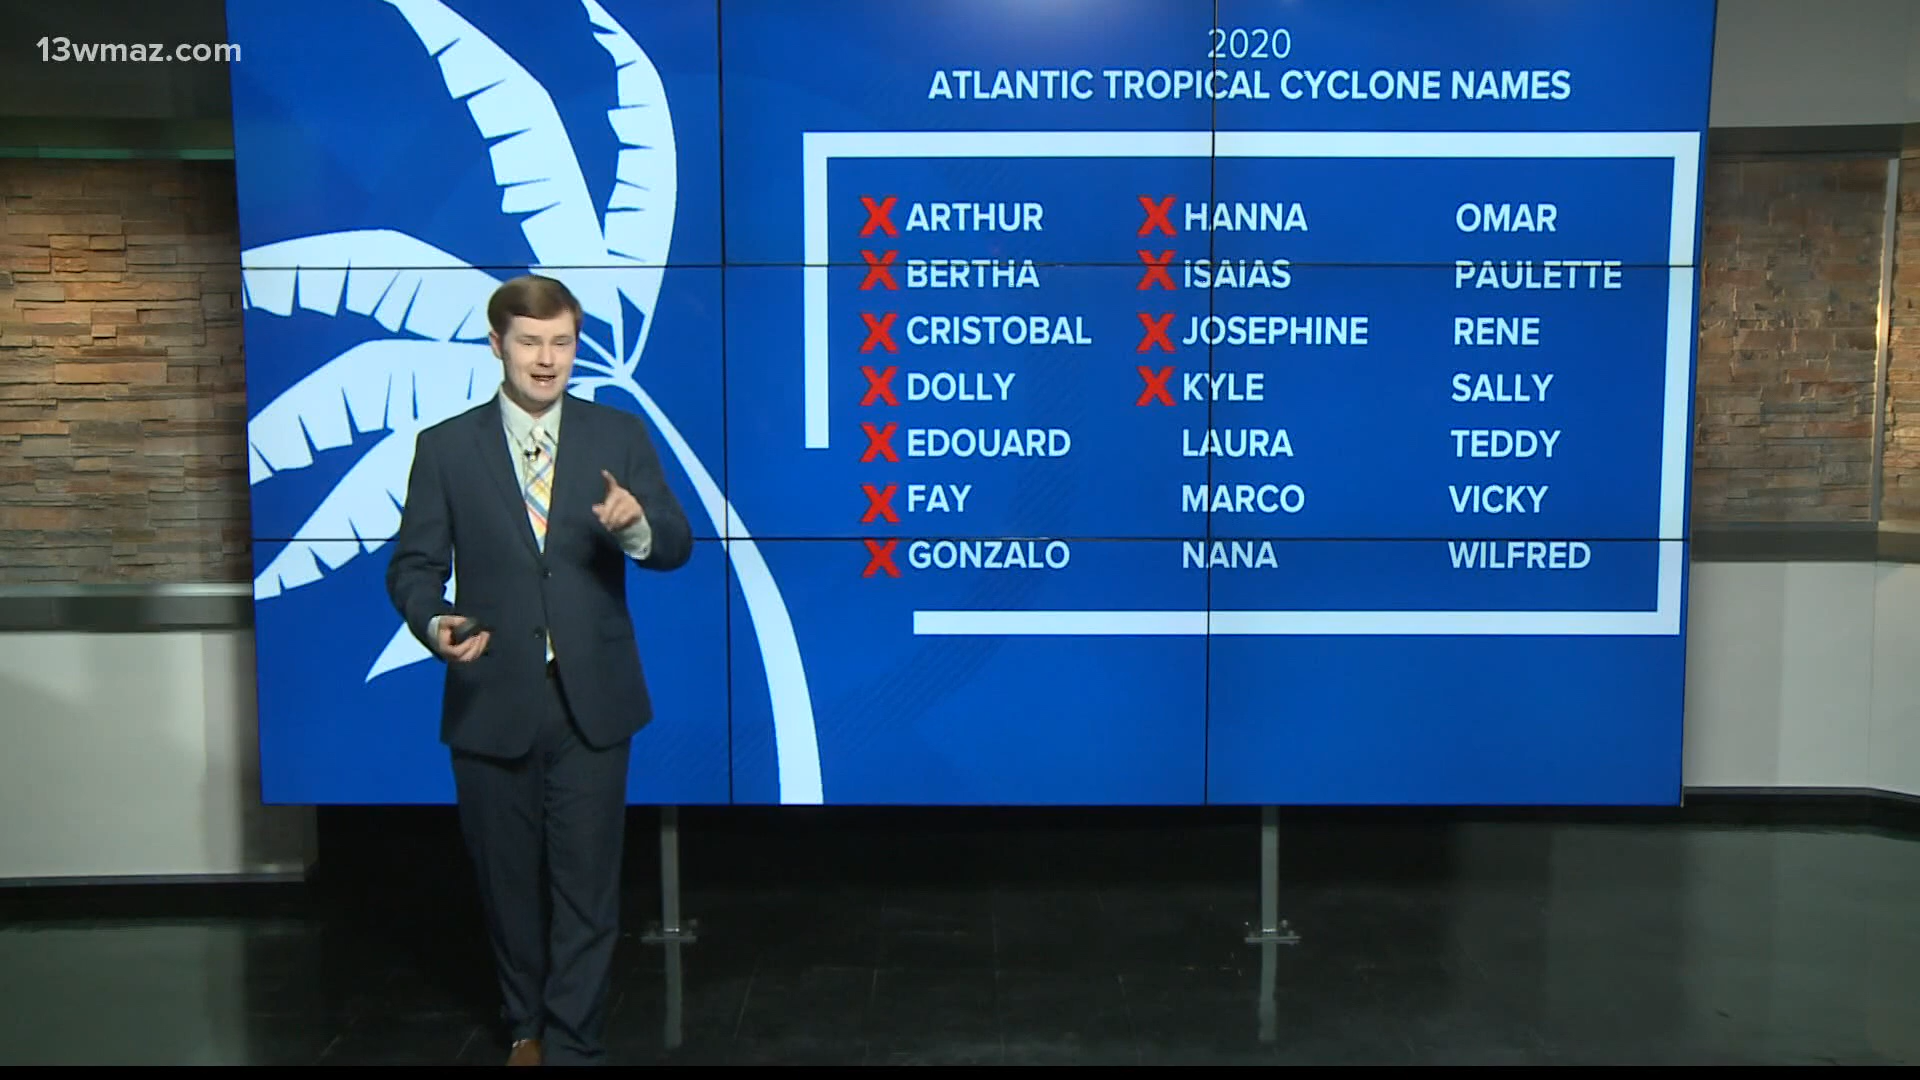 13wmaz.com
2020
ATLANTIC TROPICAL CYCLONE NAMES
X ARTHUR X HANNA OMAR
X BERTHA X ISAIAS PAULETTE
X CRISTOBAL X JOSEPHINE RENE
X DOLLY X KYLE SALLY
X EDOUARD LAURA TEDDY
X FAY MARCO VICKY
X GONZALO NANA WILFRED